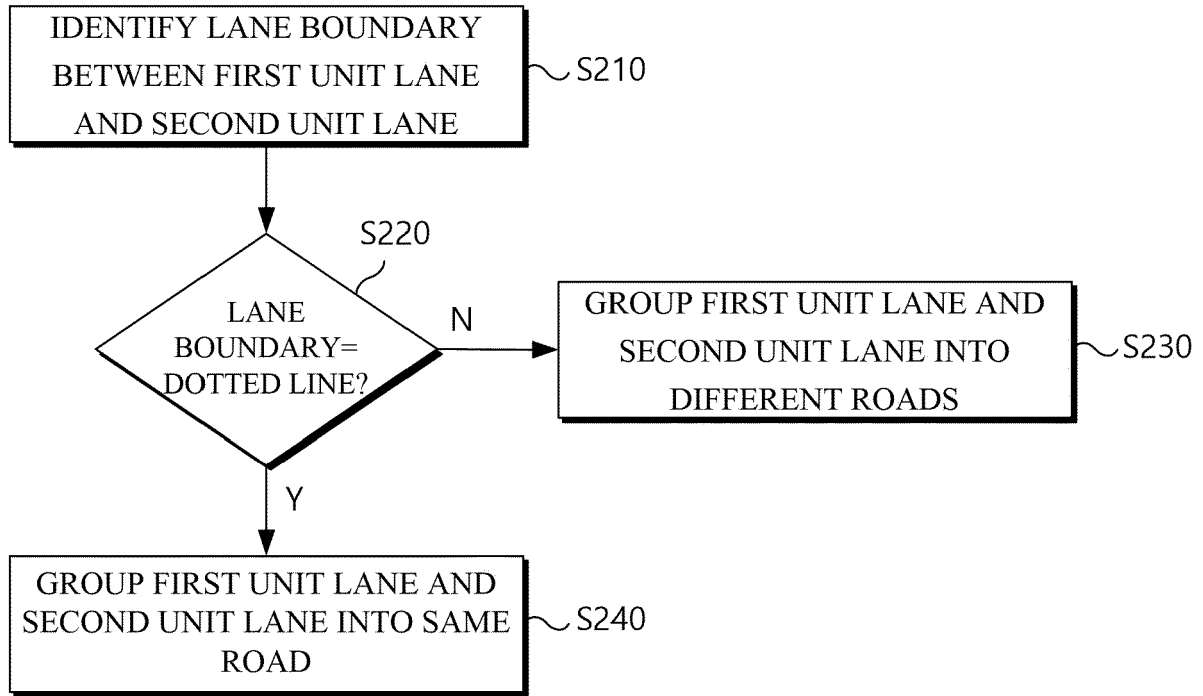 IDENTIFY LANE BOUNDARY
BETWEEN FIRST UNIT LANE
AND SECOND UNIT LANE
S210
S220
LANE
BOUNDARY=
DOTTED LINE?
N
GROUP FIRST UNIT LANE AND
SECOND UNIT LANE INTO
DIFFERENT ROADS
S230
Y
GROUP FIRST UNIT LANE AND
SECOND UNIT LANE INTO SAME
ROAD
S240